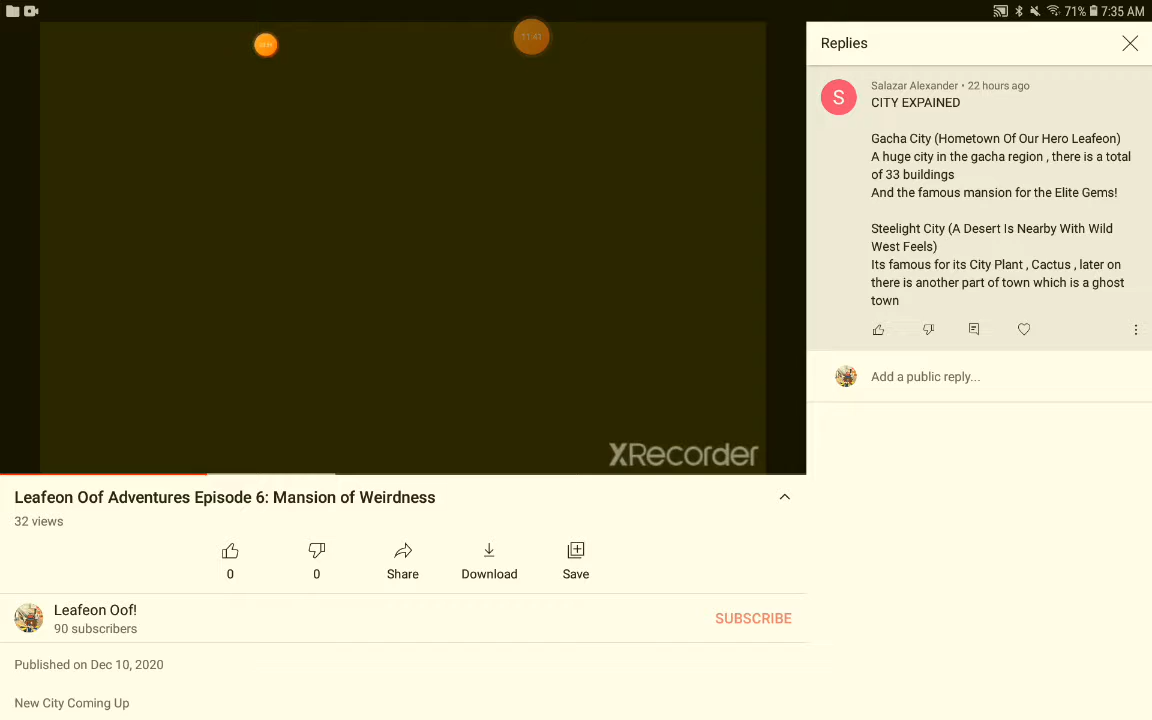 71% 7:35 AM
11:41
Replies
Salazar Alexander • 22 hours ago
CITY EXPAINED
Gacha City (Hometown Of Our Hero Leafeon)
A huge city in the gacha region , there is a total
of 33 buildings
And the famous mansion for the Elite Gems!
Steelight City (A Desert Is Nearby With Wild
West Feels)
Its famous for its City Plant , Cactus , later on
there is another part of town which is a ghost
town
Add a public reply...
XRecorder
Leafeon Oof Adventures Episode 6: Mansion of Weirdness
32 views
0 0 Share Download Save
Leafeon Oof!
90 subscribers
SUBSCRIBE
Published on Dec 10, 2020
New City Coming Up